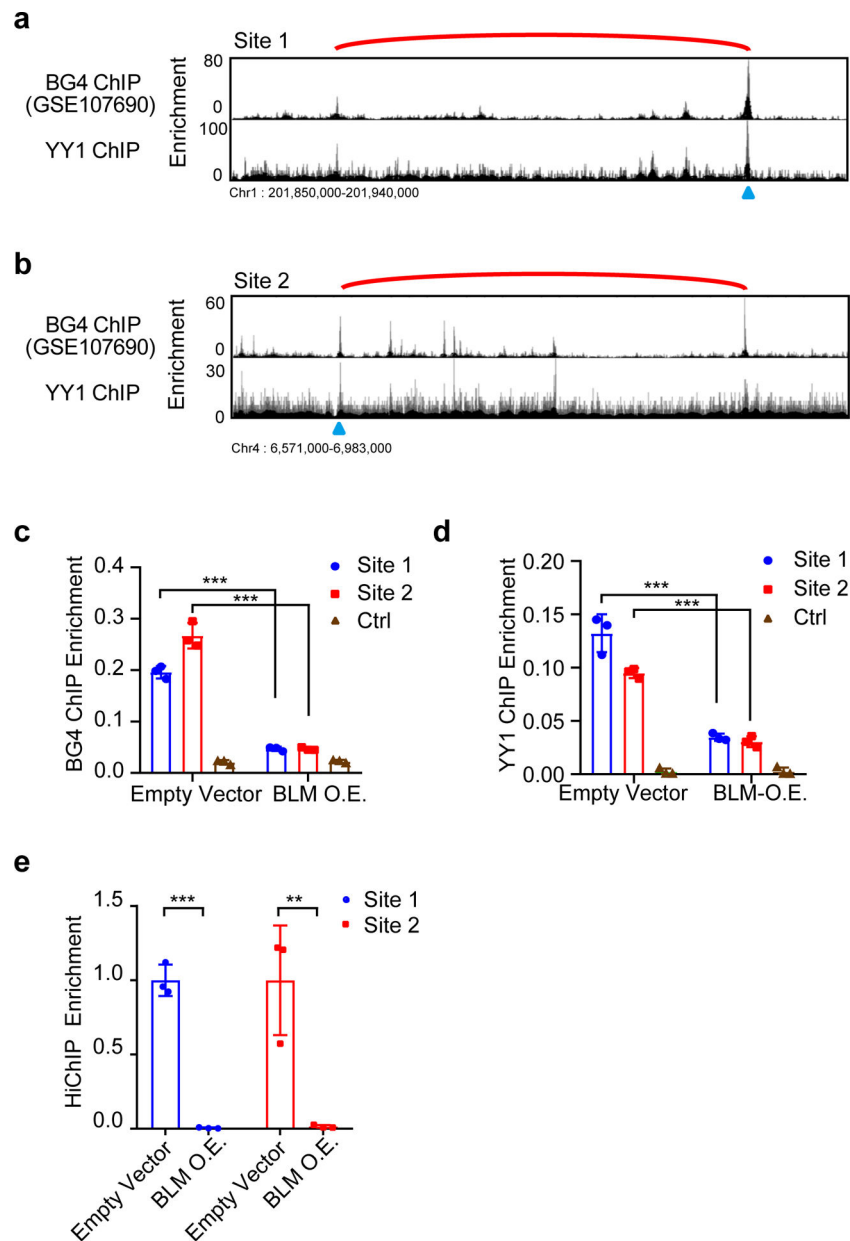 a
Site 1
BG4 ChIP
(GSE107690)
YY1 ChIP
Enrichment
80
0
100
0
Chr1 : 201,850,000-201,940,000
b
Site 2
BG4 ChIP
(GSE107690)
YY1 ChIP
Enrichment
60
0
30
0
Chr4 : 6,571,000-6,983,000
c
BG4 ChIP Enrichment
0.4
0.3
0.2
0.1
0.0
***
***
Site 1
Site 2
Ctrl
Empty Vector BLM O.E.
d
YY1 ChIP Enrichment
0.20
0.15
0.10
0.05
0.00
***
***
Site 1
Site 2
Ctrl
Empty Vector BLM-O.E.
e
HiChIP Enrichment
1.5
1.0
0.5
0.0
***
**
Site 1
Site 2
Empty Vector
BLM O.E.
Empty Vector
BLM O.E.